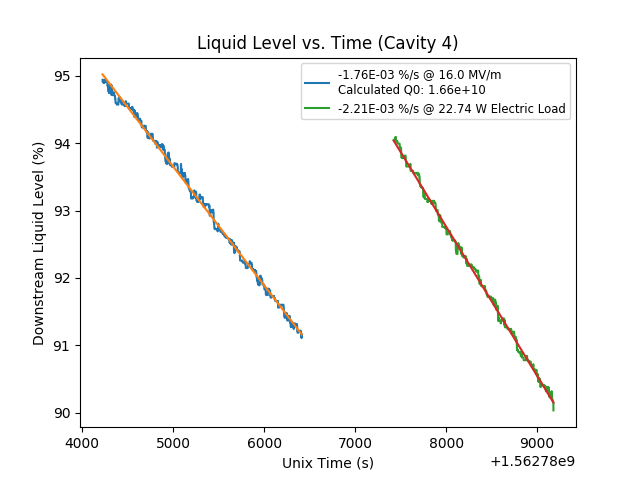 Liquid Level vs. Time (Cavity 4)
-1.76E-03 %/s @ 16.0 MV/m
Calculated Q0: 1.66e+10
-2.21E-03 %/s @ 22.74 W Electric Load
Downstream Liquid Level (%)
95
94
93
92
91
90
4000 5000 6000 7000 8000 9000
Unix Time (s)
+1.56278e9